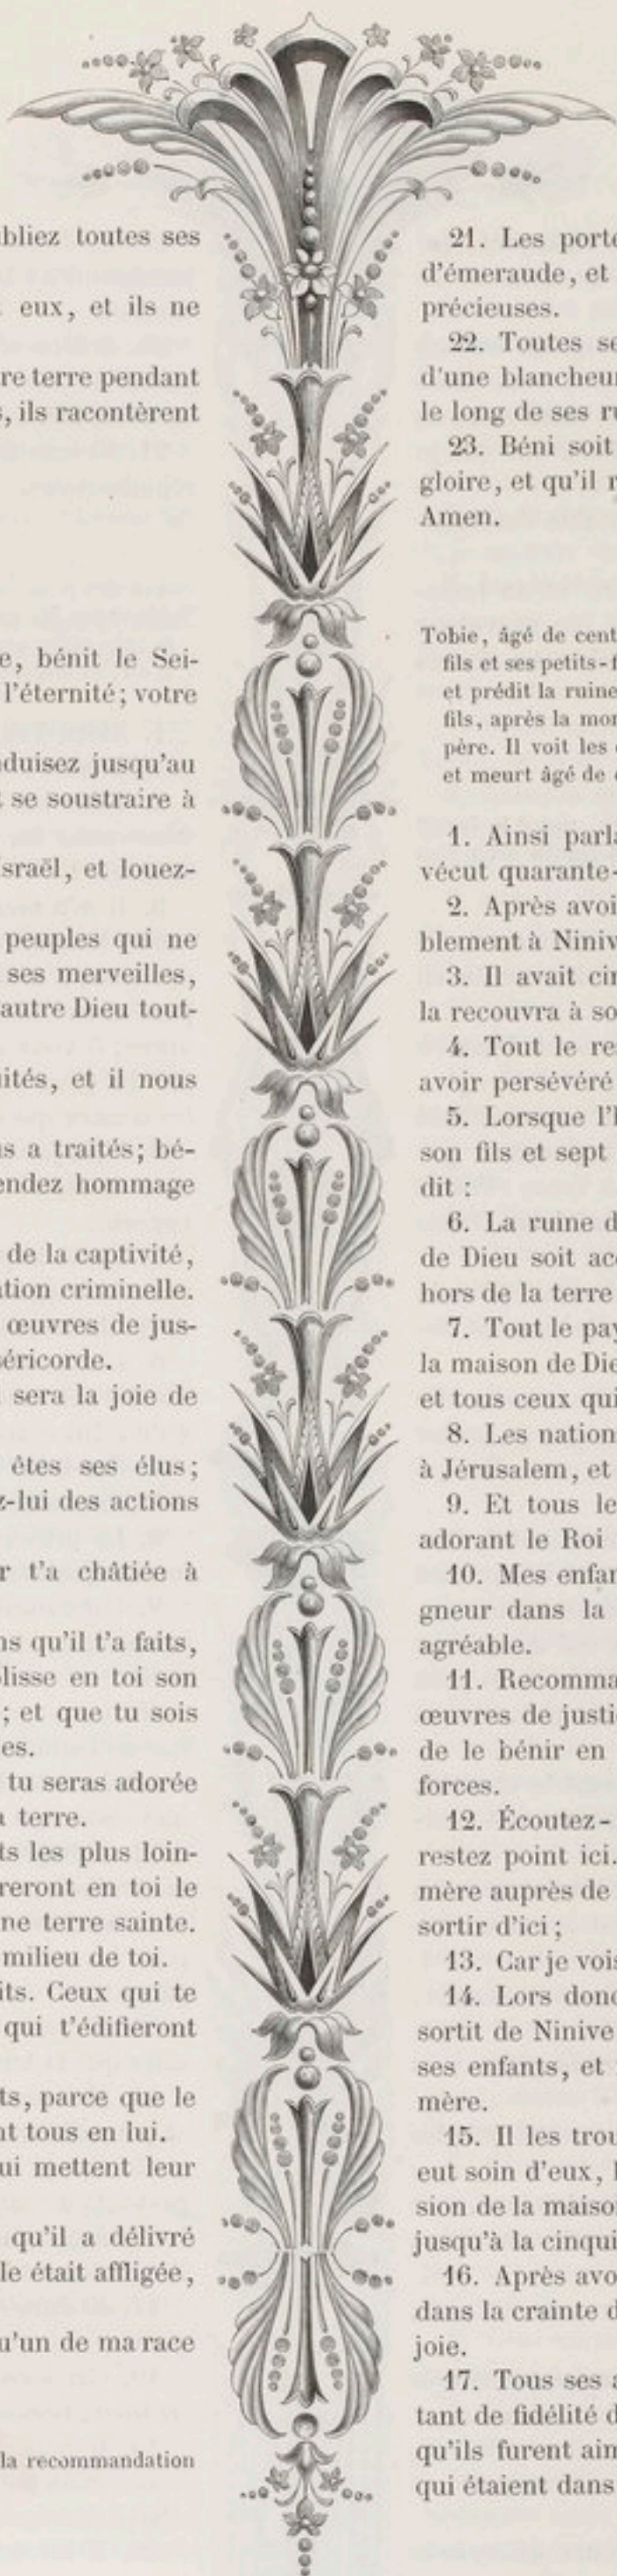 bliez toutes ses
eux, et ils ne
re terre pendant
, ils racontèrent
e, bénit le Sei-
l'éternité; votre
duisez jusqu'au
t se soustraire à
sraël, et louez-
peuples qui ne
ses merveilles,
autre Dieu tout-
ités, et il nous
s a traités; bé-
endez hommage
de la captivité,
ation criminelle.
œuvres de jus-
séricorde.
sera la joie de
êtes ses élus;
z-lui des actions
r t'a châtiée à
ns qu'il t'a faits,
blisse en toi son
; et que tu sois
es.
tu seras adorée
a terre.
ts les plus loin-
reront en toi le
ne terre sainte.
milieu de toi.
its. Ceux qui te
qui t'édifieront
ts, parce que le
nt tous en lui.
ui mettent leur
qu'il a délivré
le était affligée,
u'un de ma race
la recommandation
21. Les porte
d'émeraude, et
précieuses.
22. Toutes se
d'une blancheur
le long de ses ru
23. Béni soit
gloire, et qu'il r
Amen.
Tobie, âgé de cent
fils et ses petits-f
et prédit la ruine
fils, après la mor
père. Il voit les
et meurt âgé de
1. Ainsi parla
vécut quarante-
2. Après avoi
blement à Niniv
3. Il avait cin
la recouvra à so
4. Tout le re
avoir persévéré
5. Lorsque l'h
son fils et sept
dit :
6. La ruine d
de Dieu soit acc
hors de la terre
7. Tout le pay
la maison de Die
et tous ceux qui
8. Les nation
à Jérusalem, et
9. Et tous le
adorant le Roi
10. Mes enfan
gneur dans la
agréable.
11. Recomma
œuvres de justi
de le bénir en
forces.
12. Écoutez-
restez point ici.
mère auprès de
sortir d'ici;
13. Car je vois
14. Lors donc
sortit de Ninive
ses enfants, et
mère.
15. Il les trou
eut soin d'eux, l
sion de la maison
jusqu'à la cinqui
16. Après avo
dans la crainte d
joie.
17. Tous ses a
tant de fidélité d
qu'ils furent aim
qui étaient dans